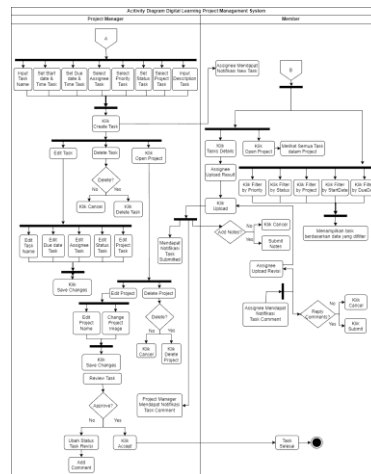 Activity Diagram Digital Learning Project Management System
Project Manager
Member
A
B
Input
Task
Name
Set Start
date &
Time Task
Set Due
date &
Time Task
Select
Assignee
Task
Select
Priority
Task
Set
Status
Task
Select
Project
Task
Input
Description
Task
Assignee Mendapat
Notifikasi New Task
Klik
Create Task
Edit Task
Delete Task
Klik
Open Project
Delete?
No
Yes
Klik Cancel
Klik
Delete Task
Klik
Tasks Details
Klik
Open Project
Melihat Semua Task
dalam Project
Assignee
Upload Result
Klik Filter
by Priority
Klik Filter
by Status
Klik Filter
by Project
Klik Filter
by StartDate
Klik Filter
by DueDa
Klik
Upload
Add Notes?
No
Yes
Klik Cancel
Submit
Notes
Menampilkan task
berdasarkan data yang difilter
Edit
Task
Name
Edit
Due date
Task
Edit
Assignee
Task
Edit
Status
Task
Edit
Project
Task
Mendapat
Notifikasi Task
Submitted
Klik
Save Changes
Assignee
Upload Revisi
Edit Project
Delete Project
Edit
Project
Name
Change
Project
Image
Delete?
No
Yes
Klik
Cancel
Klik
Delete
Project
Assignee Mendapat
Notifikasi
Task Comment
Reply
Comments?
No
Yes
Klik
Cancel
Klik
Submit
Klik
Save Changes
Review Task
Approve?
No
Yes
Project Manager
Mendapat Notifikasi
Task Comment
Ubah Status
Task Revisi
Klik
Accept
Task
Selesai
Add
Comment